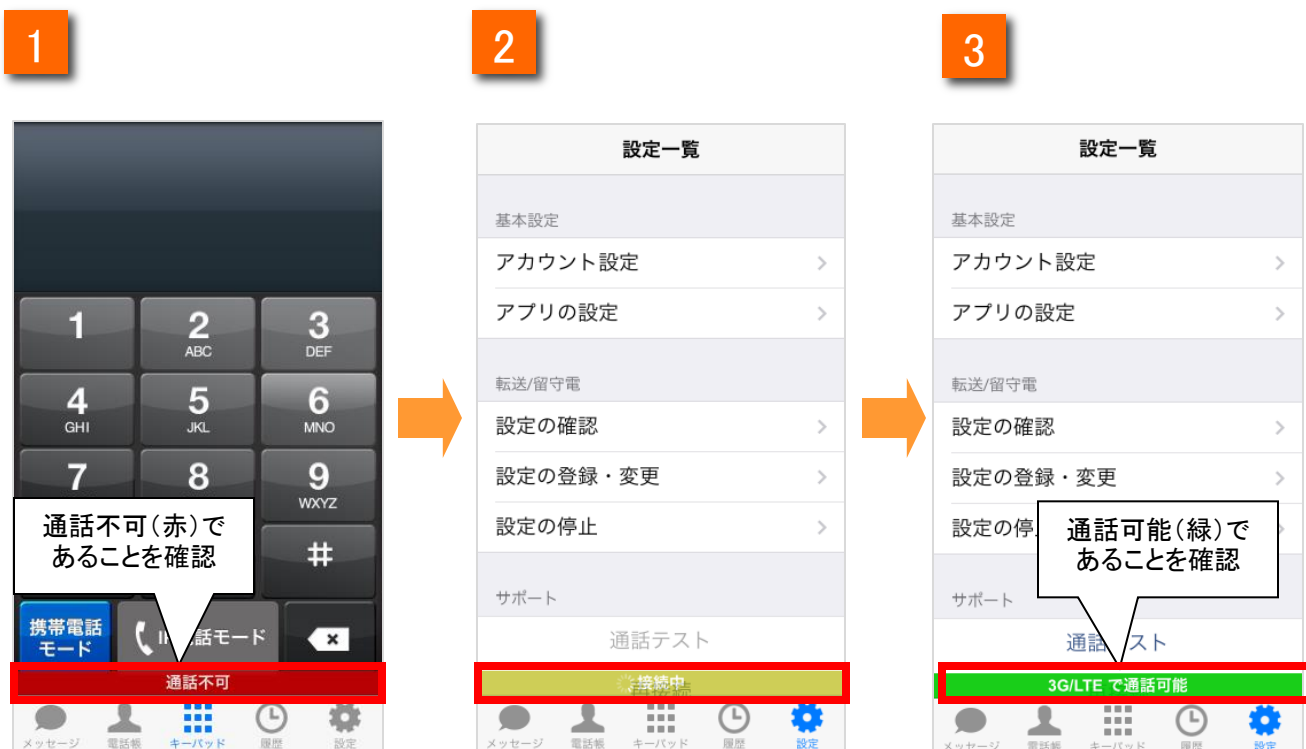 1
2
3
1
2
ABC
3
DEF
4
GHI
5
JKL
6
MNO
7
8
9
WXYZ
通話不可(赤)で
あることを確認
#
携帯電話
モード
話モード
通話不可
メッセージ
電話帳
キーパッド
履歴
設定
設定一覧
基本設定
アカウント設定
アプリの設定
転送/留守電
設定の確認
設定の登録・変更
設定の停止
サポート
通話テスト
接続中
メッセージ
電話帳
キーパッド
履歴
設定
設定一覧
基本設定
アカウント設定
アプリの設定
転送/留守電
設定の確認
設定の登録・変更
設定の停
通話可能(緑)で
あることを確認
サポート
通話 スト
3G/LTE で通話可能
メッセージ
電話帳
キーパッド
履歴
設定